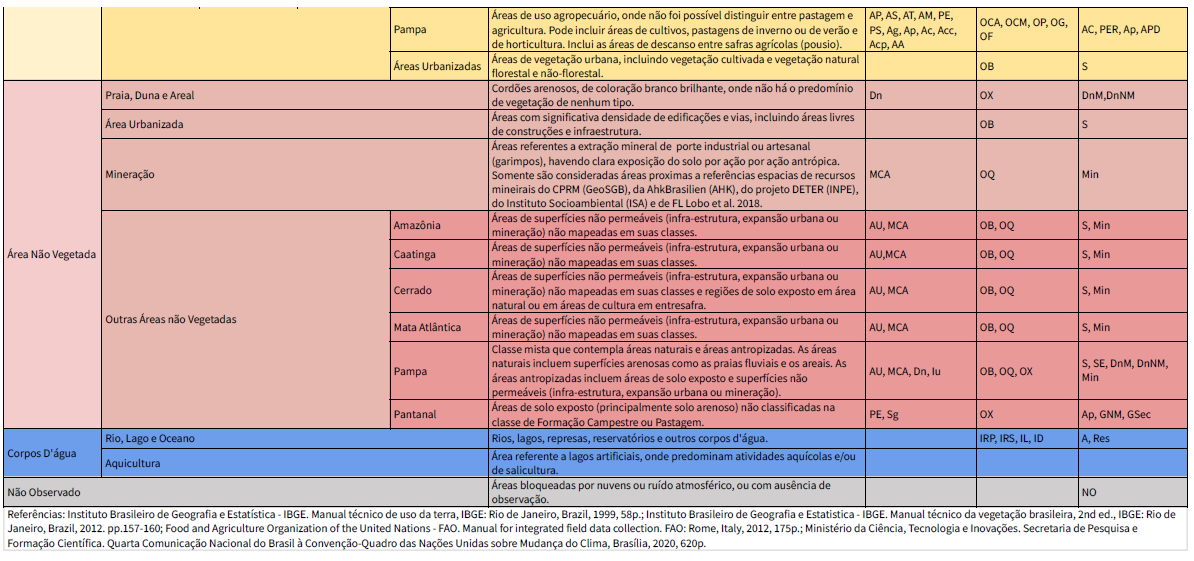 Pampa
Áreas de uso agropecuário, onde não foi possível distinguir entre pastagem e
agricultura. Pode incluir áreas de cultivos, pastagens de inverno ou de verão e
de horticultura. Inclui as áreas de descanso entre safras agrícolas (pousio).
AP, AS, AT, AM, PE,
PS, Ag, Ap, Ac, Acc,
Acp, AA
OCA, OCM, OP, OG,
OF
AC, PER, Ap, APD
Áreas Urbanizadas
Áreas de vegetação urbana, incluindo vegetação cultivada e vegetação natural
florestal e não-florestal.
OB
S
Área Não Vegetada
Praia, Duna e Areal
Cordões arenosos, de coloração branco brilhante, onde não há o predomínio
de vegetação de nenhum tipo.
Dn
OX
DnM,DnNM
Área Urbanizada
Áreas com significativa densidade de edificações e vias, incluindo áreas livres
de construções e infraestrutura.
OB
S
Mineração
Áreas referentes a extração mineral de porte industrial ou artesanal
(garimpos), havendo clara exposição do solo por ação por ação antrópica.
Somente são consideradas áreas proximas a referências espacias de recursos
mineirais do CPRM (GeoSGB), da AhkBrasilien (AHK), do projeto DETER (INPE),
do Instituto Socioambiental (ISA) e de FL Lobo et al. 2018.
MCA
OQ
Min
Outras Áreas não Vegetadas
Amazônia
Áreas de superfícies não permeáveis (infra-estrutura, expansão urbana ou
mineração) não mapeadas em suas classes.
AU, MCA
OB, OQ
S, Min
Caatinga
Áreas de superfícies não permeáveis (infra-estrutura, expansão urbana ou
mineração) não mapeadas em suas classes.
AU,MCA
OB, OQ
S, Min
Cerrado
Áreas de superfícies não permeáveis (infra-estrutura, expansão urbana ou
mineração) não mapeadas em suas classes e regiões de solo exposto em área
natural ou em áreas de cultura em entresafra.
AU, MCA
OB, OQ
S, Min
Mata Atlântica
Áreas de superfícies não permeáveis (infra-estrutura, expansão urbana ou
mineração) não mapeadas em suas classes.
AU, MCA
OB, OQ
S, Min
Pampa
Classe mista que contempla áreas naturais e áreas antropizadas. As áreas
naturais incluem superfícies arenosas como as praias fluviais e os areais. As
áreas antropizadas incluem áreas de solo exposto e superfícies não
permeáveis (infra-estrutura, expansão urbana ou mineração).
AU, MCA, Dn, Iu
OB, OQ, OX
S, SE, DnM, DnNM,
Min
Pantanal
Áreas de solo exposto (principalmente solo arenoso) não classificadas na
classe de Formação Campestre ou Pastagem.
PE, Sg
OX
Ap, GNM, GSec
Corpos D'água
Rio, Lago e Oceano
Rios, lagos, represas, reservatórios e outros corpos d'água.
IRP, IRS, IL, ID
A, Res
Aquicultura
Área referente a lagos artificiais, onde predominam atividades aquícolas e/ou
de salicultura.
Não Observado
Áreas bloqueadas por nuvens ou ruído atmosférico, ou com ausência de
observação.
NO
Referências: Instituto Brasileiro de Geografia e Estatística - IBGE. Manual técnico de uso da terra, IBGE: Rio de Janeiro, Brazil, 1999, 58p.; Instituto Brasileiro de Geografia e Estatistica - IBGE. Manual técnico da vegetação brasileira, 2nd ed., IBGE: Rio de
Janeiro, Brazil, 2012. pp.157-160; Food and Agriculture Organization of the United Nations - FAO. Manual for integrated field data collection. FAO: Rome, Italy, 2012, 175p.; Ministério da Ciência, Tecnologia e Inovações. Secretaria de Pesquisa e
Formação Científica. Quarta Comunicação Nacional do Brasil à Convenção-Quadro das Nações Unidas sobre Mudança do Clima, Brasília, 2020, 620p.